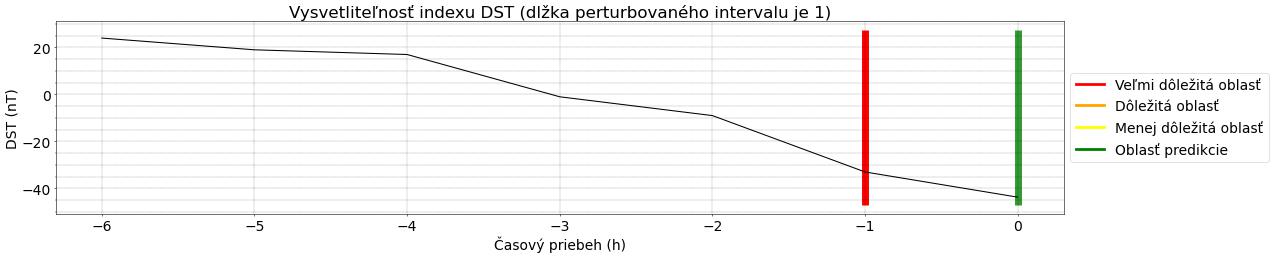 Vysvetliteľnosť indexu DST (dĺžka perturbovaného intervalu je 1)
DST (nT)
20
0
−20
−40
−6 −5 −4 −3 −2 −1 0
Časový priebeh (h)
Veľmi dôležitá oblasť
Dôležitá oblasť
Menej dôležitá oblasť
Oblasť predikcie